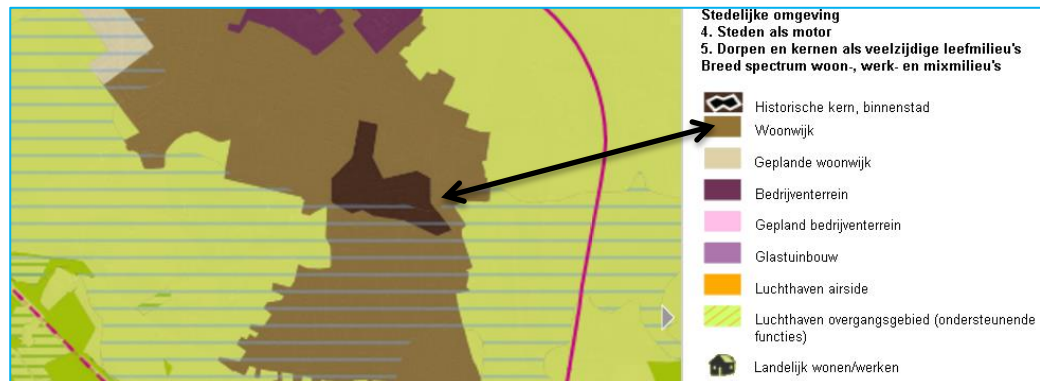 Stedelijke omgeving
4. Steden als motor
5. Dorpen en kernen als veelzijdige leefmilieu's
Breed spectrum woon-, werk- en mixmilieu's
Historische kern, binnenstad
Woonwijk
Geplande woonwijk
Bedrijventerrein
Gepland bedrijventerrein
Glastuinbouw
Luchthaven airside
Luchthaven overgangsgebied (ondersteunende
functies)
Landelijk wonen/werken